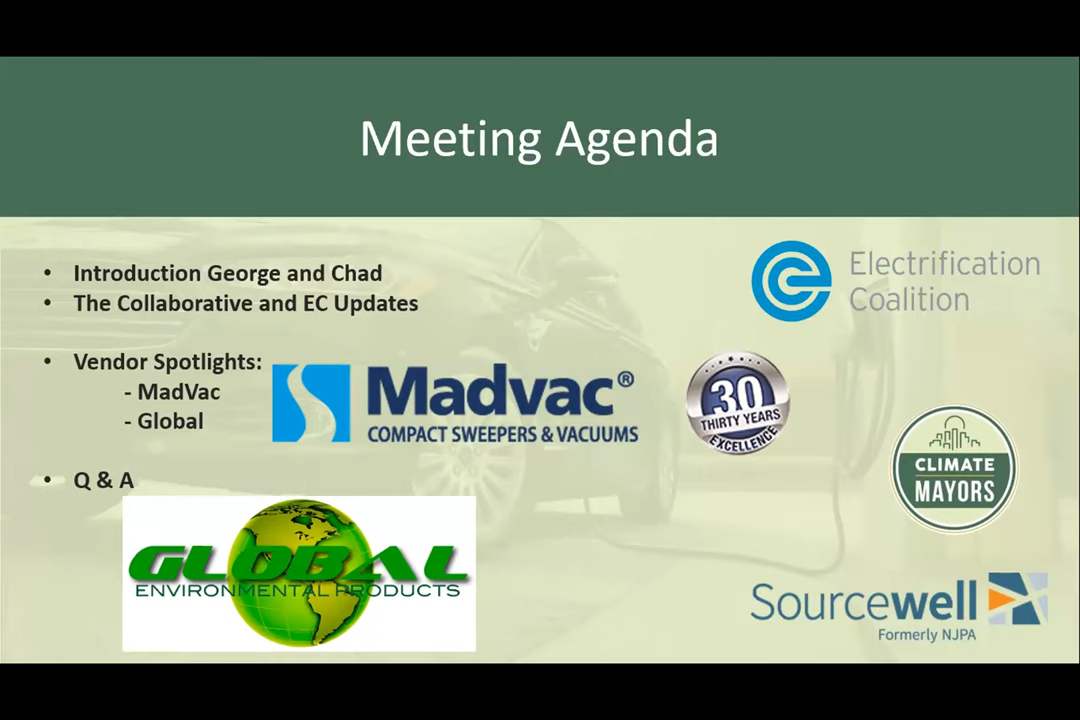 Meeting Agenda
• Introduction George and Chad
• The Collaborative and EC Updates
• Vendor Spotlights:
- MadVac
- Global
• Q & A
Electrification
Coalition
Madvac®
COMPACT SWEEPERS & VACUUMS
30
THIRTY YEARS
EXCELLENCE
CLIMATE
MAYORS
GLOBAL
ENVIRONMENTAL PRODUCTS
Sourcewell
Formerly NJPA